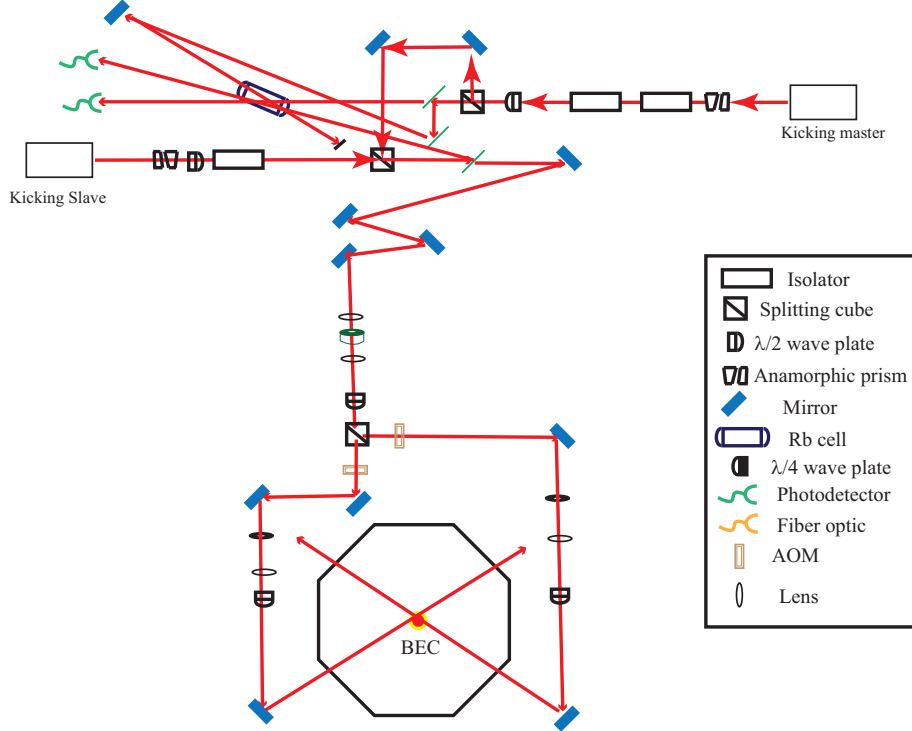 Kicking master
Kicking Slave
Isolator
Splitting cube
λ/2 wave plate
Anamorphic prism
Mirror
Rb cell
λ/4 wave plate
Photodetector
Fiber optic
AOM
Lens
BEC